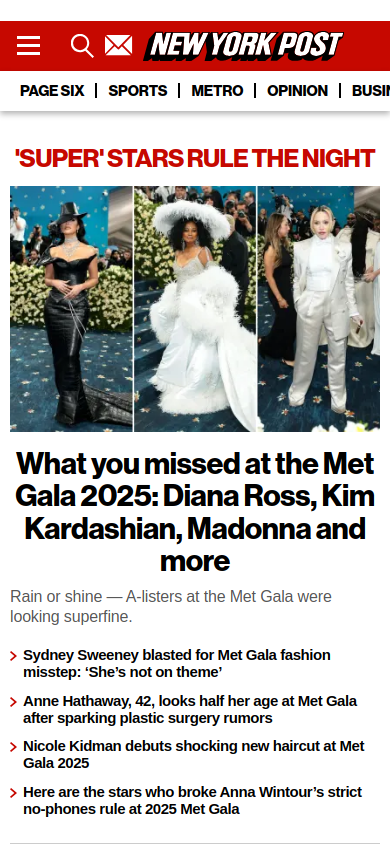 NEW YORK POST
PAGE SIX
SPORTS
METRO
OPINION
BUSIN
'SUPER' STARS RULE THE NIGHT
What you missed at the Met
Gala 2025: Diana Ross, Kim
Kardashian, Madonna and
more
Rain or shine — A-listers at the Met Gala were
looking superfine.
Sydney Sweeney blasted for Met Gala fashion
misstep: ‘She’s not on theme’
Anne Hathaway, 42, looks half her age at Met Gala
after sparking plastic surgery rumors
Nicole Kidman debuts shocking new haircut at Met
Gala 2025
Here are the stars who broke Anna Wintour’s strict
no-phones rule at 2025 Met Gala